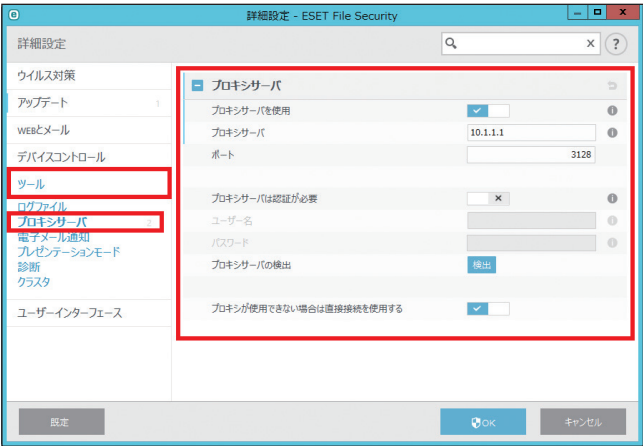 詳細設定 - ESET File Security
詳細設定
?
ウイルス対策
アップデート 1
WEBとメール
デバイスコントロール
ツール
ログファイル
プロキシサーバ 2
電子メール通知
プレゼンテーションモード
診断
クラスタ
ユーザーインターフェース
プロキシサーバ
プロキシサーバを使用
プロキシサーバ 10.1.1.1
ポート 3128
プロキシサーバは認証が必要
ユーザー名
パスワード
プロキシサーバの検出 検出
プロキシが使用できない場合は直接接続を使用する
既定
OK
キャンセル